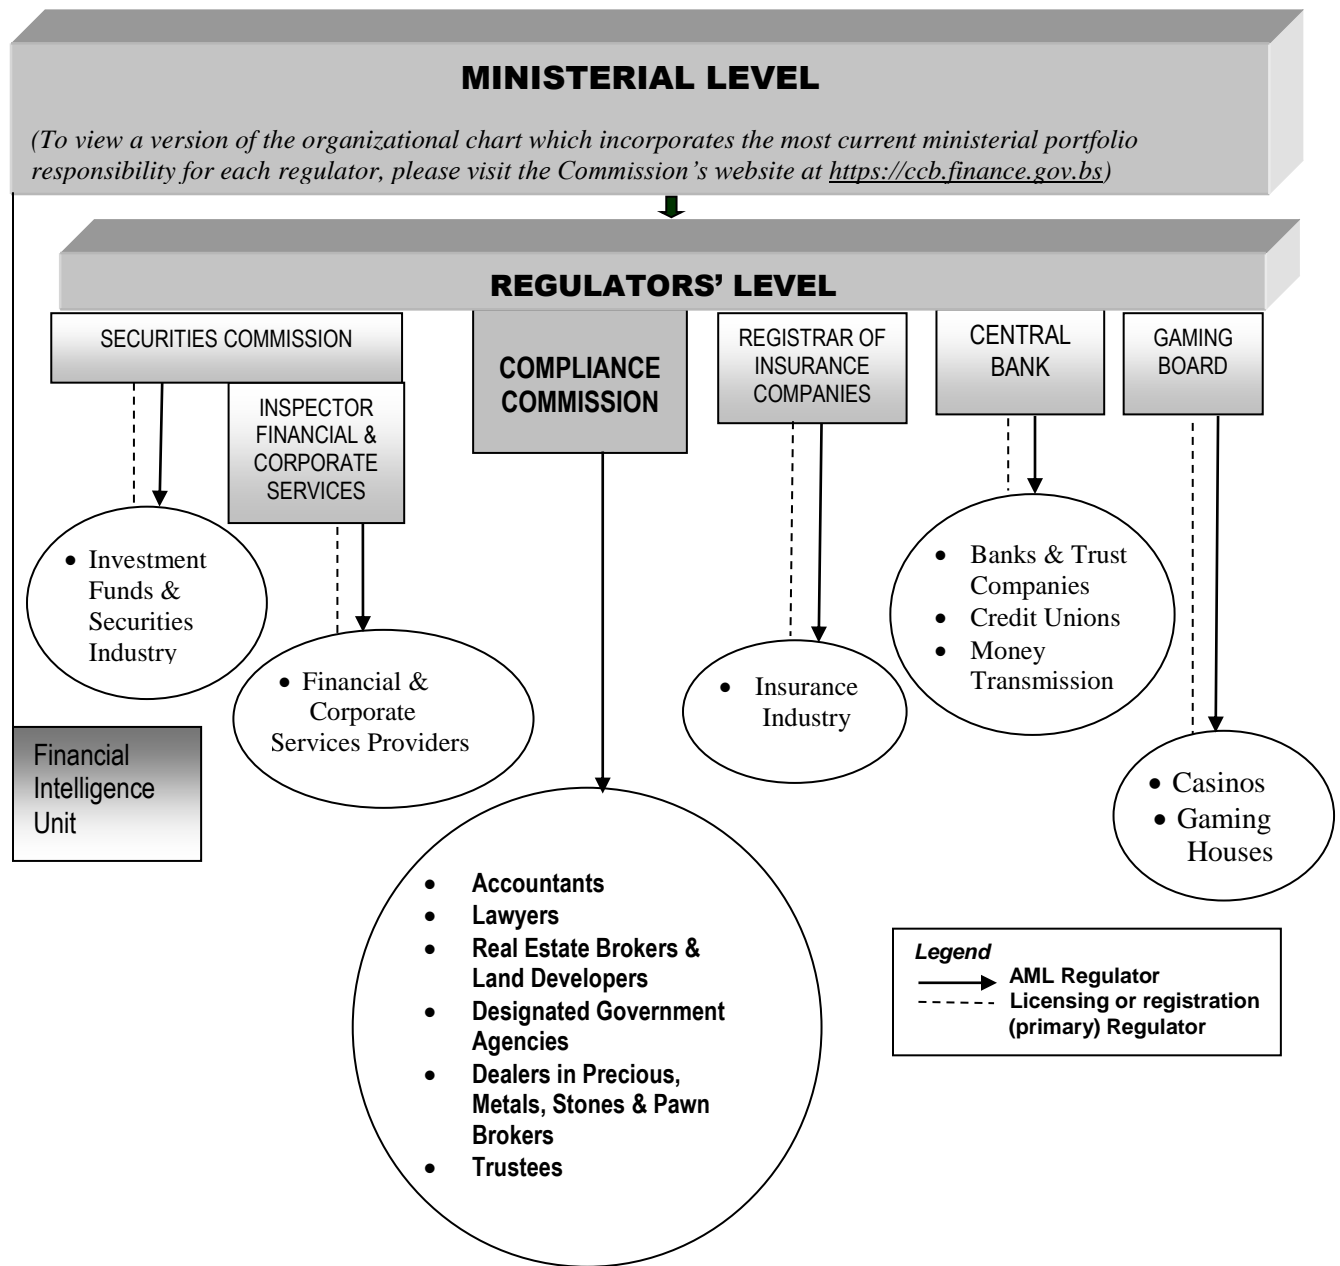 MINISTERIAL LEVEL
(To view a version of the organizational chart which incorporates the most current ministerial portfolio
responsibility for each regulator, please visit the Commission’s website at https://ccb.finance.gov.bs)
REGULATORS’ LEVEL
SECURITIES COMMISSION
INSPECTOR
FINANCIAL &
CORPORATE
SERVICES
COMPLIANCE
COMMISSION
REGISTRAR OF
INSURANCE
COMPANIES
CENTRAL
BANK
GAMING
BOARD
• Investment
Funds &
Securities
Industry
• Financial &
Corporate
Services Providers
• Insurance
Industry
• Banks & Trust
Companies
• Credit Unions
• Money
Transmission
• Casinos
• Gaming
Houses
Financial
Intelligence
Unit
• Accountants
• Lawyers
• Real Estate Brokers &
Land Developers
• Designated Government
Agencies
• Dealers in Precious,
Metals, Stones & Pawn
Brokers
• Trustees
Legend
AML Regulator
Licensing or registration
(primary) Regulator